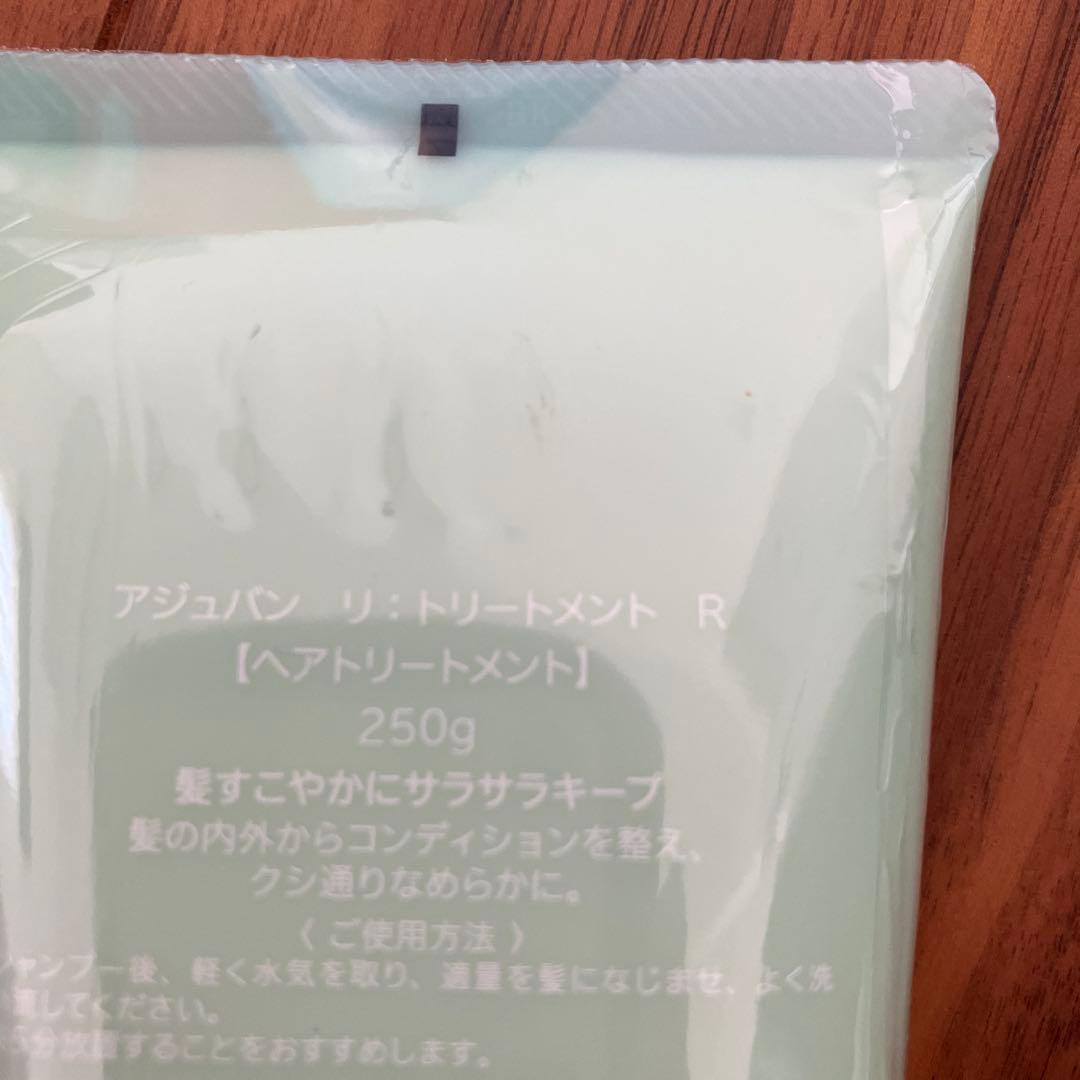 アジュバン リ：トリートメント R
【ヘアトリートメント】
250g
髪すこやかにサラサラキープ
髪の内外からコンディションを整え、
クシ通りなめらかに。
〈ご使用方法〉
シャンプー後、軽く水気を取り、適量を髪になじませ、よく洗
してください。
5分放置することをおすすめします。